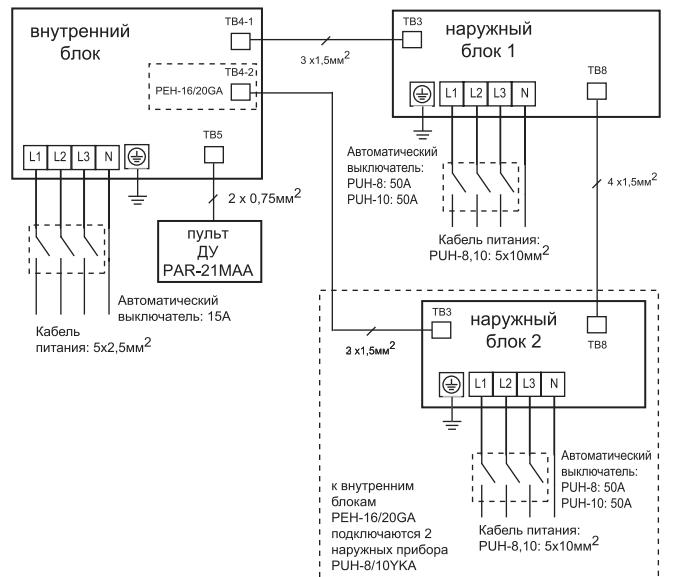 внутренний
блок
TB4-1
TB4-2
PEH-16/20GA
L1 L2 L3 N
TB5
2 x 0,75мм2
пульт
ДУ
PAR-21MAA
Автоматический
выключатель: 15A
Кабель
питания: 5x2,5мм2
3 x1,5мм2
TB3
наружный
блок 1
TB8
L1 L2 L3 N
Автоматический
выключатель:
PUH-8: 50A
PUH-10: 50A
Кабель питания:
PUH-8,10: 5x10мм2
4 x1,5мм2
x1,5мм2
TB3
наружный
блок 2
TB8
L1 L2 L3 N
Автоматический
выключатель:
PUH-8: 50A
PUH-10: 50A
Кабель питания:
PUH-8,10: 5x10мм2
к внутренним
блокам
PEH-16/20GA
подключаются 2
наружных прибора
PUH-8/10YKA